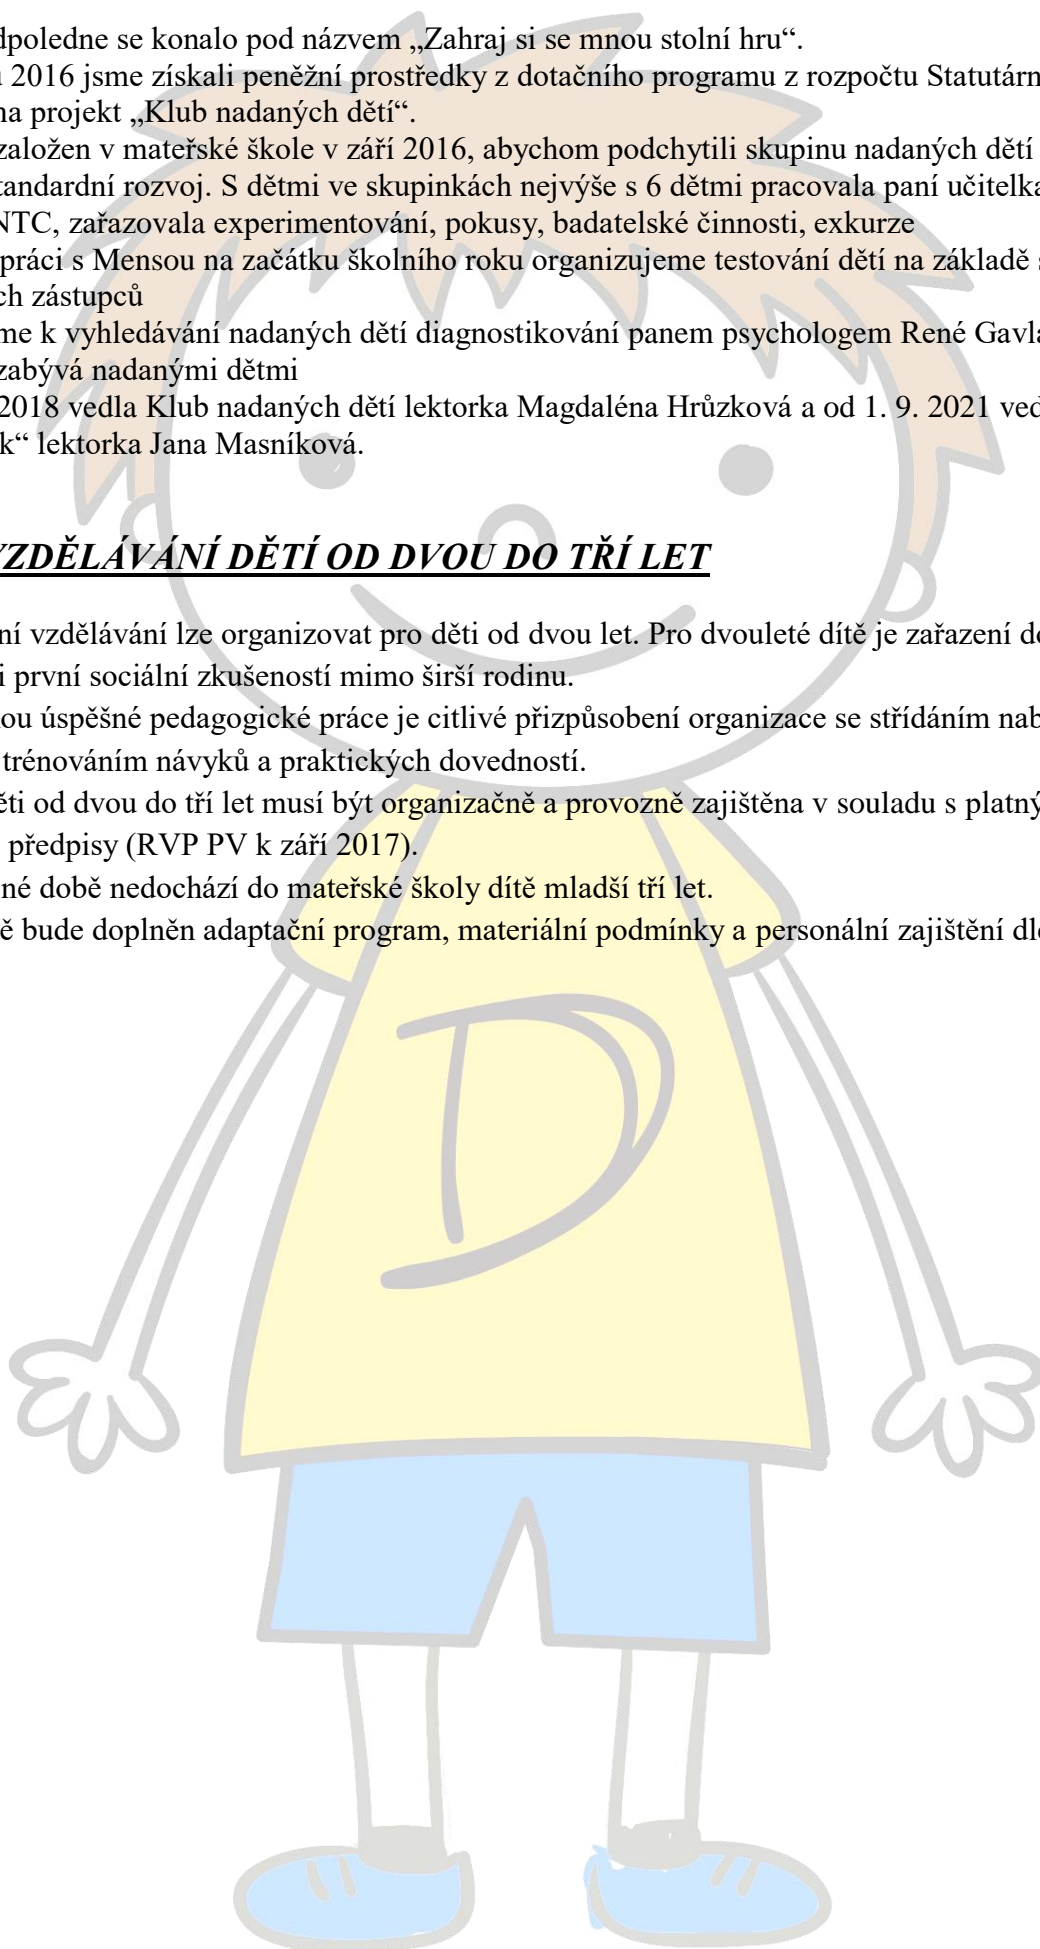 dpoledne se konalo pod názvem „Zahraj si se mnou stolní hru“.
2016 jsme získali peněžní prostředky z dotačního programu z rozpočtu Statutárn
na projekt „Klub nadaných dětí“.
založen v mateřské škole v září 2016, abychom podchytili skupinu nadaných dětí
tandardní rozvoj. S dětmi ve skupinkách nejvýše s 6 dětmi pracovala paní učitelka
NTC, zařazovala experimentování, pokusy, badatelské činnosti, exkurze
práci s Mensou na začátku školního roku organizujeme testování dětí na základě
ch zástupců
me k vyhledávání nadaných dětí diagnostikování panem psychologem René Gavla
zabývá nadanými dětmi
2018 vedla Klub nadaných dětí lektorka Magdaléna Hrůzková a od 1. 9. 2021 ved
k“ lektorka Jana Masníková.
VZDĚLÁVÁNÍ DĚTÍ OD DVOU DO TŘÍ LET
ní vzdělávání lze organizovat pro děti od dvou let. Pro dvouleté dítě je zařazení do
i první sociální zkušeností mimo širší rodinu.
ou úspěšné pedagogické práce je citlivé přizpůsobení organizace se střídáním nab
trénováním návyků a praktických dovedností.
ěti od dvou do tří let musí být organizačně a provozně zajištěna v souladu s platný
předpisy (RVP PV k září 2017).
né době nedochází do mateřské školy dítě mladší tří let.
ě bude doplněn adaptační program, materiální podmínky a personální zajištění dle
D